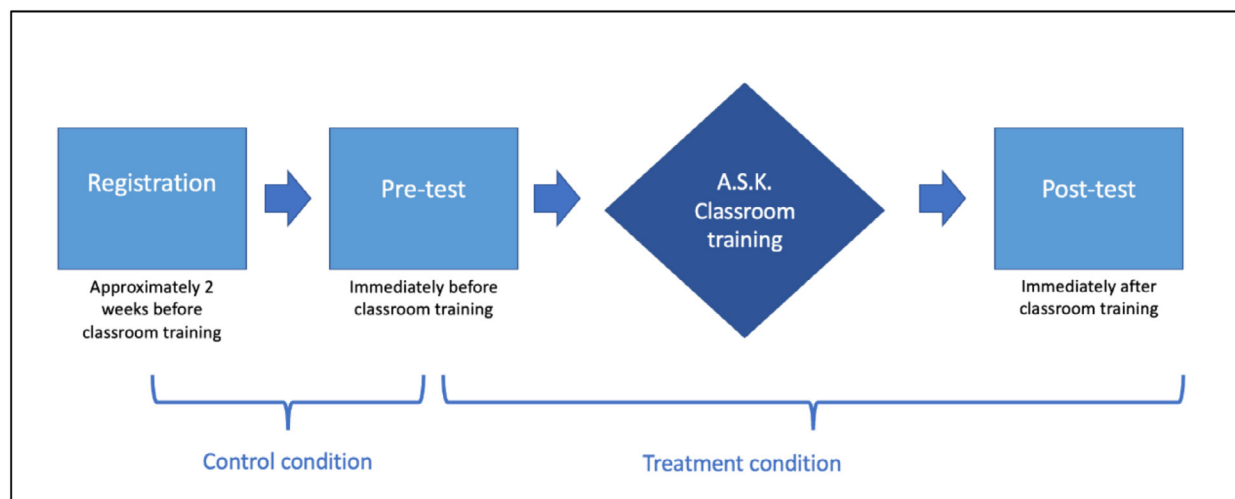 Registration
Approximately 2
weeks before
classroom training
Pre-test
Immediately before
classroom training
A.S.K.
Classroom
training
Post-test
Immediately after
classroom training
Control condition
Treatment condition